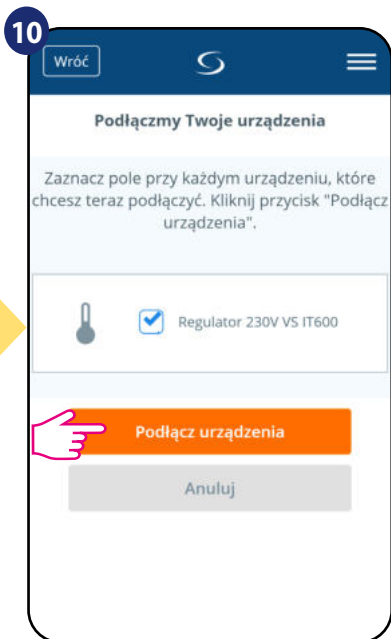 10
Wróć
Podłączmy Twoje urządzenia
Zaznacz pole przy każdym urządzeniu, które
chcesz teraz podłączyć. Kliknij przycisk "Podłącz
urządzenia".
Regulator 230V VS IT600
Podłącz urządzenia
Anuluj